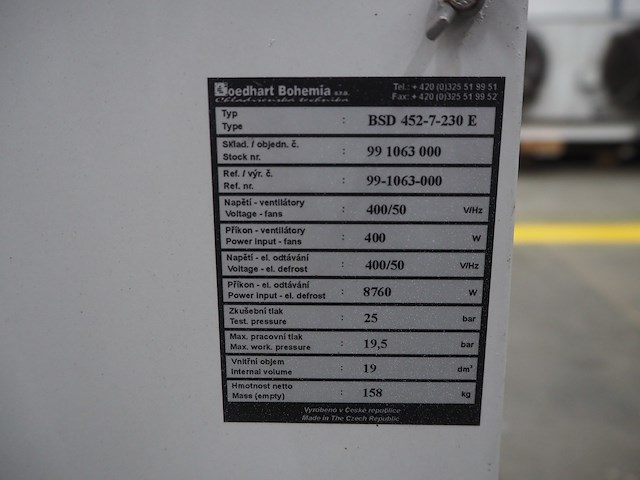 Goedhart Bohemia s.r.o.
Chladírenská technika
Tel.: + 420 (0)325 51 99 51
Fax: + 420 (0)325 51 99 52
Typ
Type : BSD 452-7-230 E
Sklad. / objedn. č.
Stock nr. : 99 1063 000
Ref. / výr. č.
Ref. nr. : 99-1063-000
Napětí - ventilátory
Voltage - fans : 400/50 V/Hz
Příkon - ventilátory
Power input - fans : 400 W
Napětí - el. odtávání
Voltage - el. defrost : 400/50 V/Hz
Příkon - el. odtávání
Power input - el. defrost : 8760 W
Zkušební tlak
Test. pressure : 25 bar
Max. pracovní tlak
Max. work. pressure : 19,5 bar
Vnitřní objem
Internal volume : 19 dm³
Hmotnost netto
Mass (empty) : 158 kg
Vyrobeno v České republice
Made in The Czech Republic